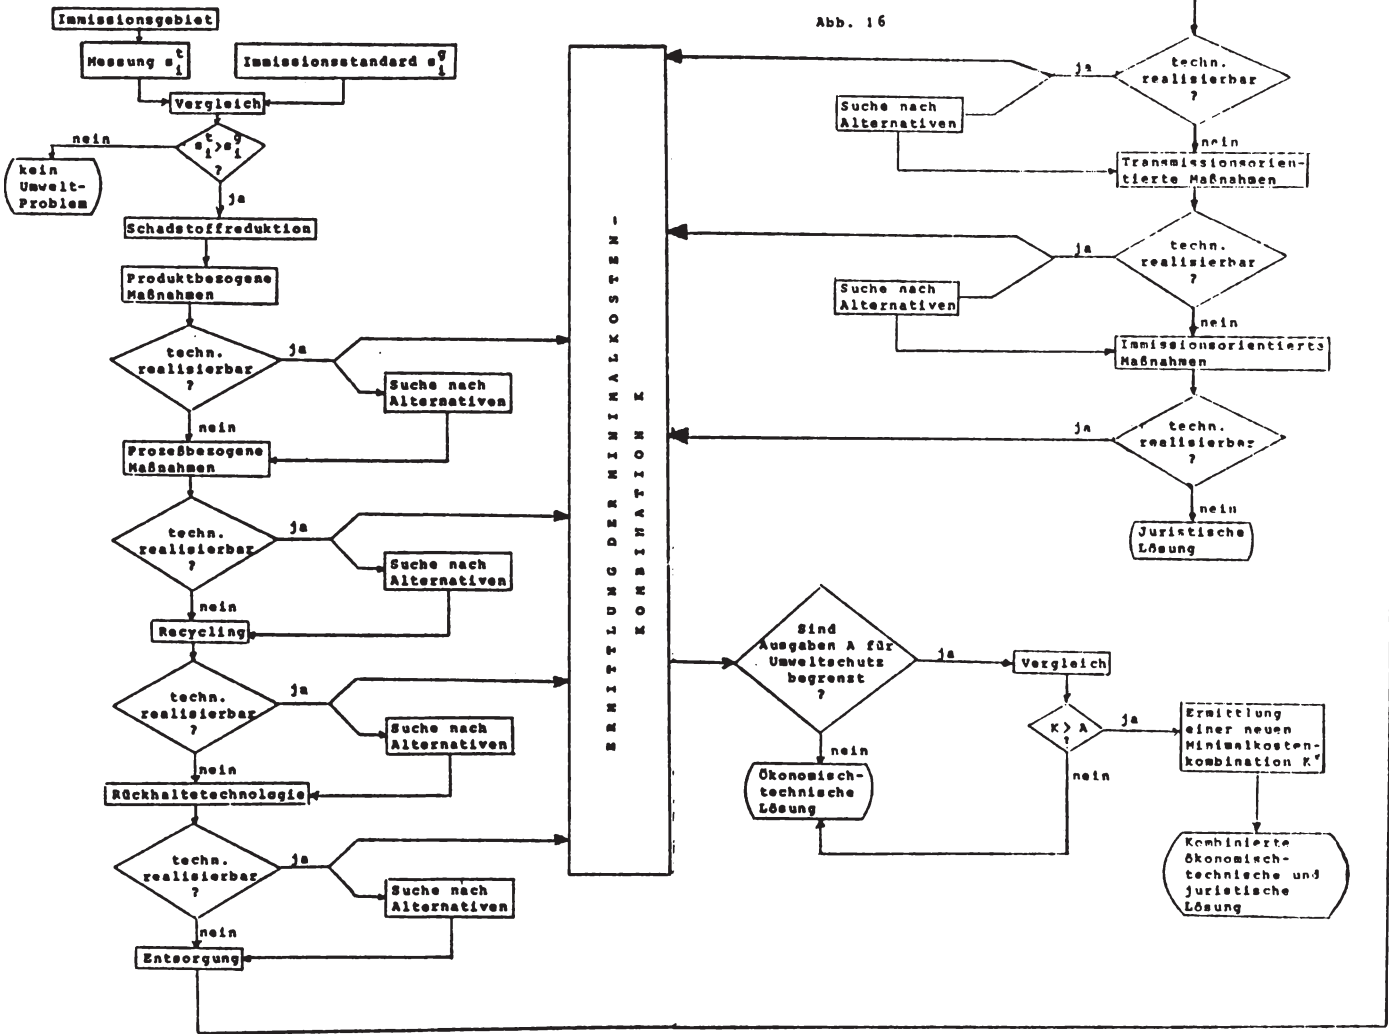 Abb. 16
Immissionsgebiet
Messung s_i^t
Immissionsstandard s_i^g
Vergleich
s_i^t>s_i^g
?
nein
kein
Umwelt-
Problem
ja
Schadstoffreduktion
Produktbezogene
Maßnahmen
techn.
realisierbar
?
ja
Suche nach
Alternativen
nein
Prozeßbezogene
Maßnahmen
techn.
realisierbar
?
ja
Suche nach
Alternativen
nein
Recycling
techn.
realisierbar
?
ja
Suche nach
Alternativen
nein
Rückhaltetechnologie
techn.
realisierbar
?
ja
Suche nach
Alternativen
nein
Entsorgung
ERMITTLUNG DER MINIMALKOSTEN-
KOMBINATION K
techn.
realisierbar
?
ja
Suche nach
Alternativen
nein
Transmissionsorien-
tierte Maßnahmen
techn.
realisierbar
?
ja
Suche nach
Alternativen
nein
Immissionsorientierte
Maßnahmen
techn.
realisierbar
?
ja
nein
Juristische
Lösung
Sind
Ausgaben A für
Umweltschutz
begrenzt
?
ja
nein
Ökonomisch-
technische
Lösung
Vergleich
K > A
?
ja
nein
Ermittlung
einer neuen
Minimalkosten-
kombination K'
Kombinierte
ökonomisch-
technische und
juristische
Lösung